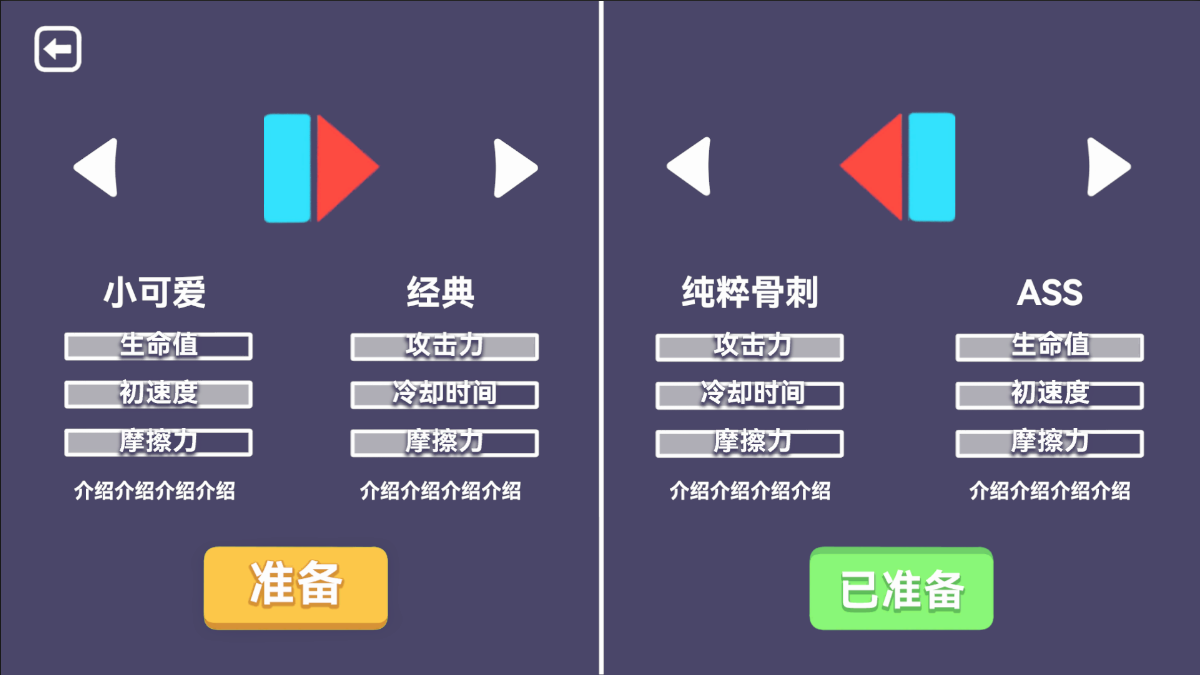 小可爱
经典
生命值
攻击力
初速度
冷却时间
摩擦力
摩擦力
介绍介绍介绍介绍
介绍介绍介绍介绍
准备
纯粹骨刺
ASS
攻击力
生命值
冷却时间
初速度
摩擦力
摩擦力
介绍介绍介绍介绍
介绍介绍介绍介绍
已准备